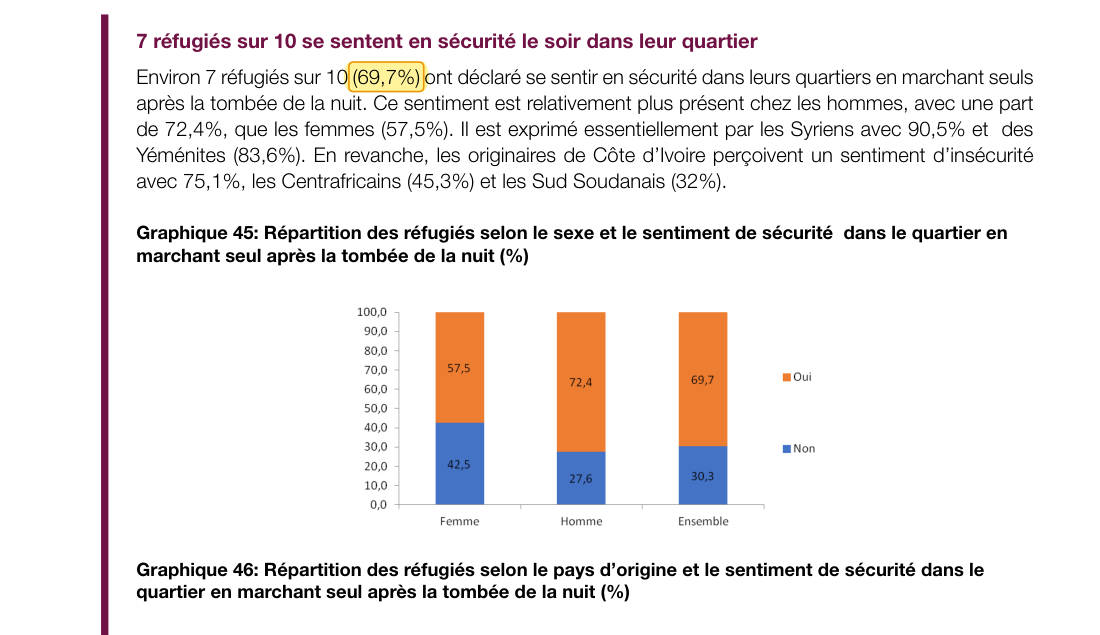 7 réfugiés sur 10 se sentent en sécurité le soir dans leur quartier
Environ 7 réfugiés sur 10 (69,7%) ont déclaré se sentir en sécurité dans leurs quartiers en marchant seuls
après la tombée de la nuit. Ce sentiment est relativement plus présent chez les hommes, avec une part
de 72,4%, que les femmes (57,5%). Il est exprimé essentiellement par les Syriens avec 90,5% et  des
Yéménites (83,6%). En revanche, les originaires de Côte d’Ivoire perçoivent un sentiment d’insécurité
avec 75,1%, les Centrafricains (45,3%) et les Sud Soudanais (32%).
Graphique 45: Répartition des réfugiés selon le sexe et le sentiment de sécurité  dans le quartier en
marchant seul après la tombée de la nuit (%)
100,0
90,0
80,0
70,0
60,0
50,0
40,0
30,0
20,0
10,0
0,0
57,5
72,4
69,7
42,5
27,6
30,3
Femme
Homme
Ensemble
Oui
Non
Graphique 46: Répartition des réfugiés selon le pays d’origine et le sentiment de sécurité dans le
quartier en marchant seul après la tombée de la nuit (%)